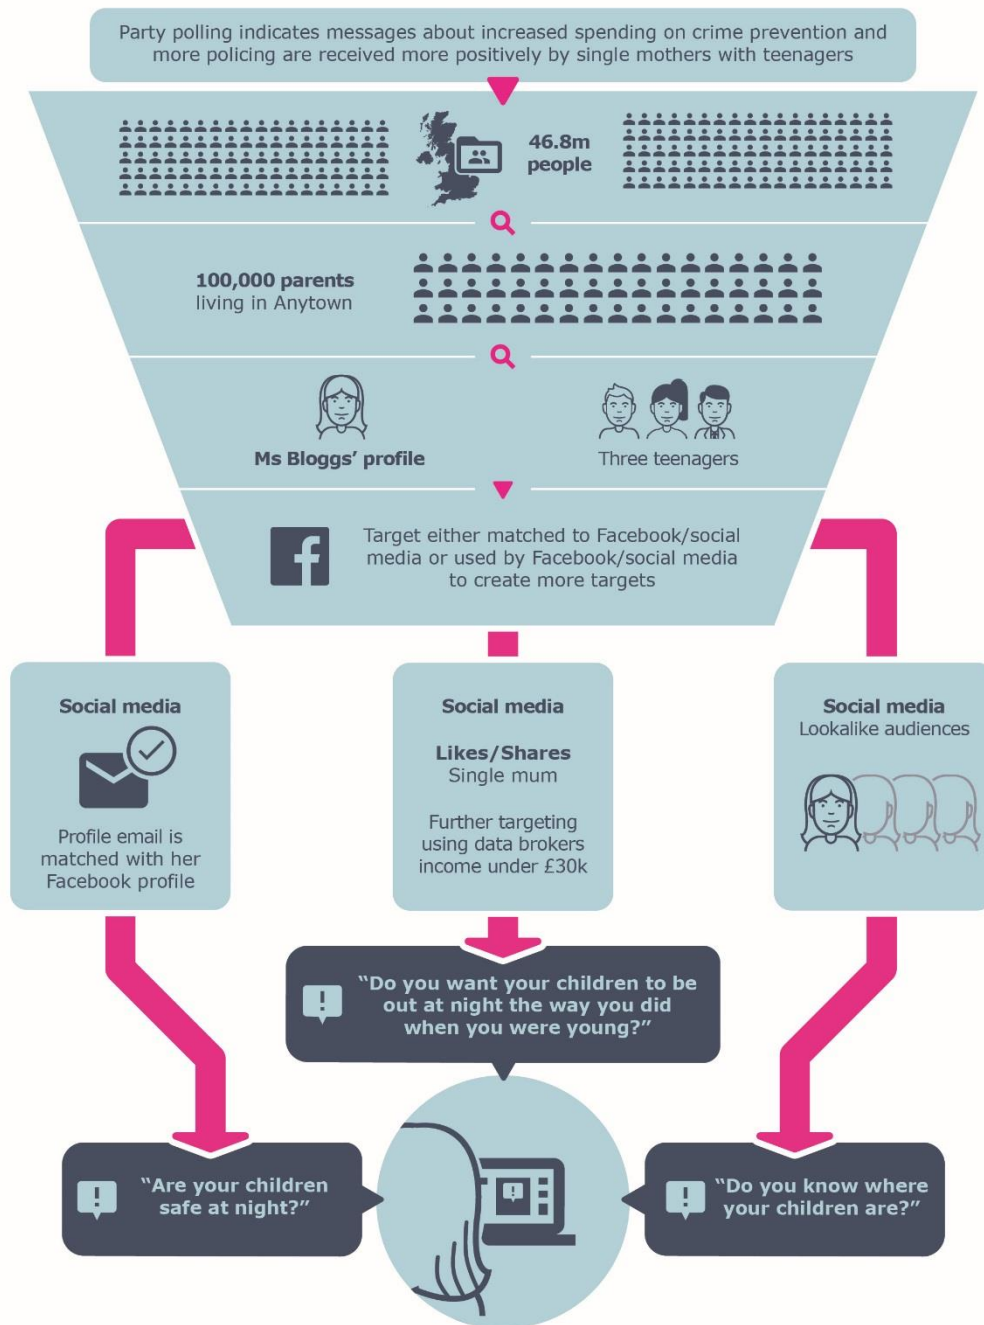 Party polling indicates messages about increased spending on crime prevention and
more policing are received more positively by single mothers with teenagers
46.8m
people
100,000 parents
living in Anytown
Ms Bloggs’ profile
Three teenagers
Target either matched to Facebook/social
media or used by Facebook/social media
to create more targets
Social media
Profile email is
matched with her
Facebook profile
Social media
Likes/Shares
Single mum
Further targeting
using data brokers
income under £30k
Social media
Lookalike audiences
“Do you want your children to be
out at night the way you did
when you were young?”
“Are your children
safe at night?”
“Do you know where
your children are?”